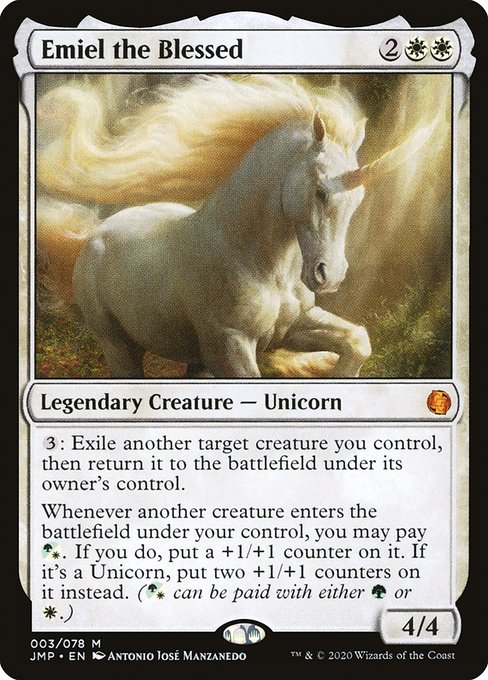 Emiel the Blessed 2
Legendary Creature — Unicorn
3: Exile another target creature you control,
then return it to the battlefield under its
owner's control.
Whenever another creature enters the
battlefield under your control, you may pay
. If you do, put a +1/+1 counter on it. If
it's a Unicorn, put two +1/+1 counters on
it instead. ( can be paid with either or
.)
4/4
003/078 M
JMP • EN Antonio José Manzanedo ™ & © 2020 Wizards of the Coast